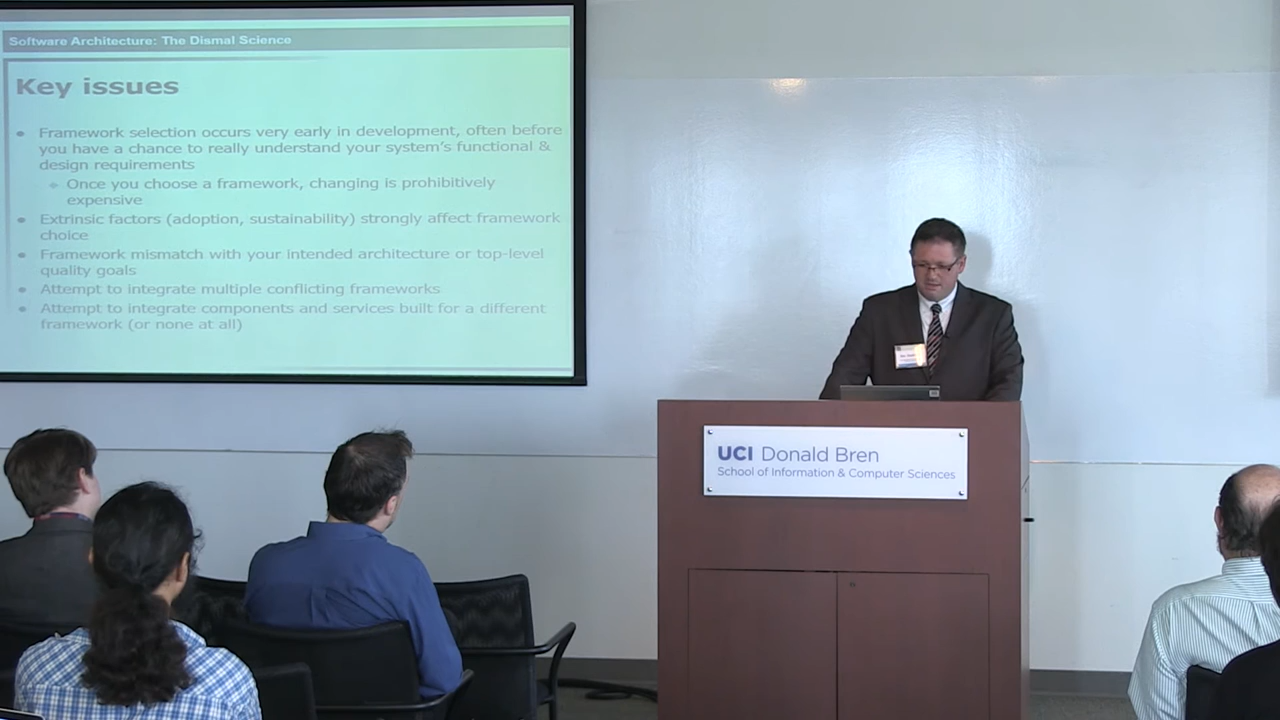 Software Architecture: The Dismal Science
Key issues
• Framework selection occurs very early in development, often before
you have a chance to really understand your system's functional &
design requirements
Once you choose a framework, changing is prohibitively
expensive
• Extrinsic factors (adoption, sustainability) strongly affect framework
choice
• Framework mismatch with your intended architecture or top-level
quality goals
• Attempt to integrate multiple conflicting frameworks
• Attempt to integrate components and services built for a different
framework (or none at all)
UCI Donald Bren
School of Information & Computer Sciences